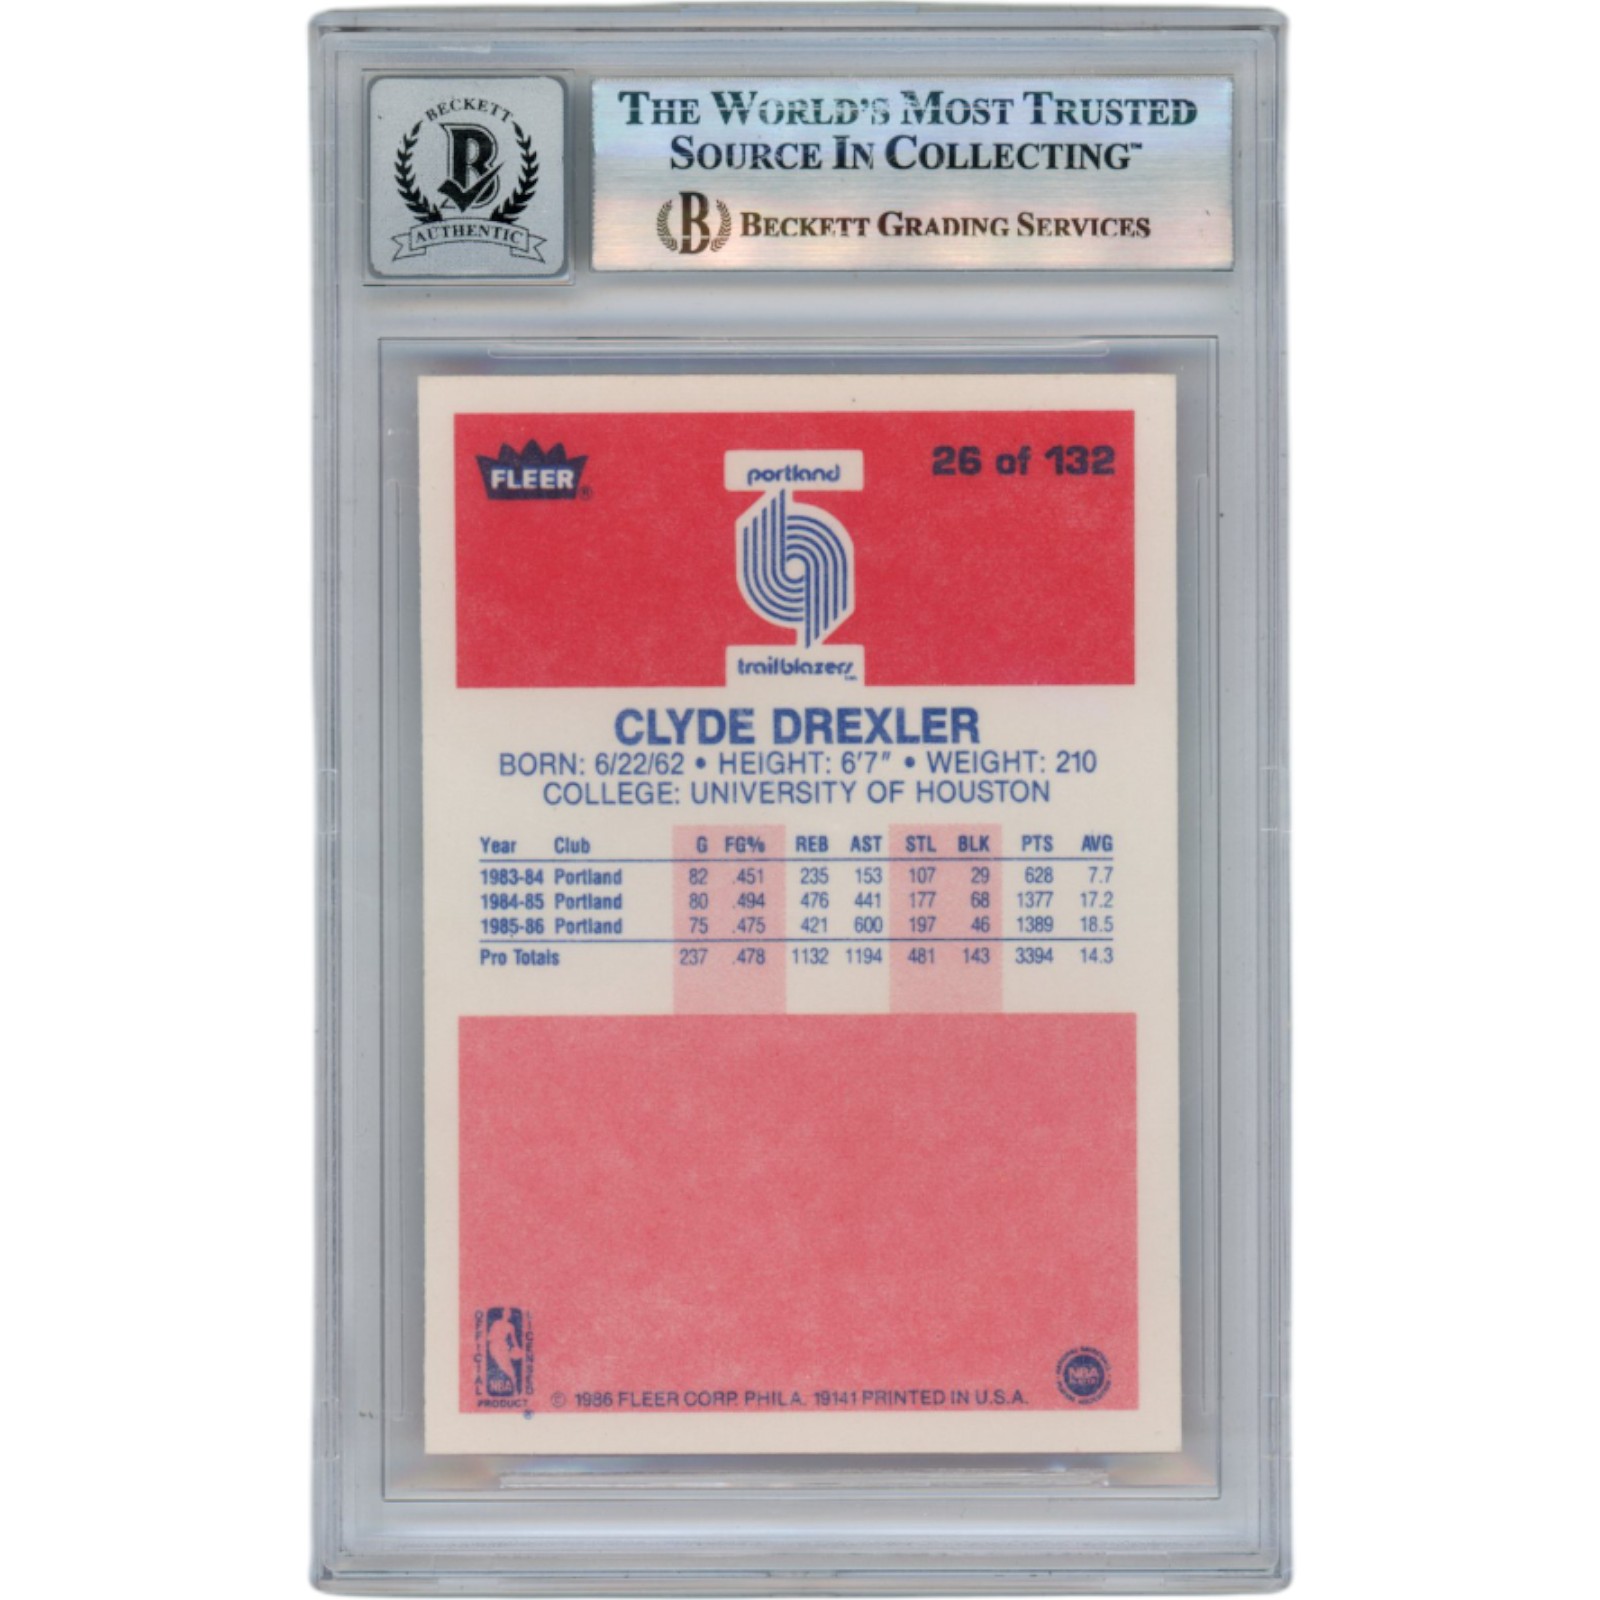 BECKETT
B
AUTHENTIC
THE WORLD'S MOST TRUSTED
SOURCE IN COLLECTING™
B BECKETT GRADING SERVICES
FLEER®
portland
trailblazers
26 of 132
CLYDE DREXLER
BORN: 6/22/62 • HEIGHT: 6'7" • WEIGHT: 210
COLLEGE: UNIVERSITY OF HOUSTON
Year Club G FG% REB AST STL BLK PTS AVG
1983-84 Portland 82 .451 235 153 107 29 628 7.7
1984-85 Portland 80 .494 476 441 177 68 1377 17.2
1985-86 Portland 75 .475 421 600 197 46 1389 18.5
Pro Totals 237 .478 1132 1194 481 143 3394 14.3
OFFICIAL
LICENSED
NBA
PRODUCT
®
© 1986 FLEER CORP. PHILA. 19141 PRINTED IN U.S.A.
NBA